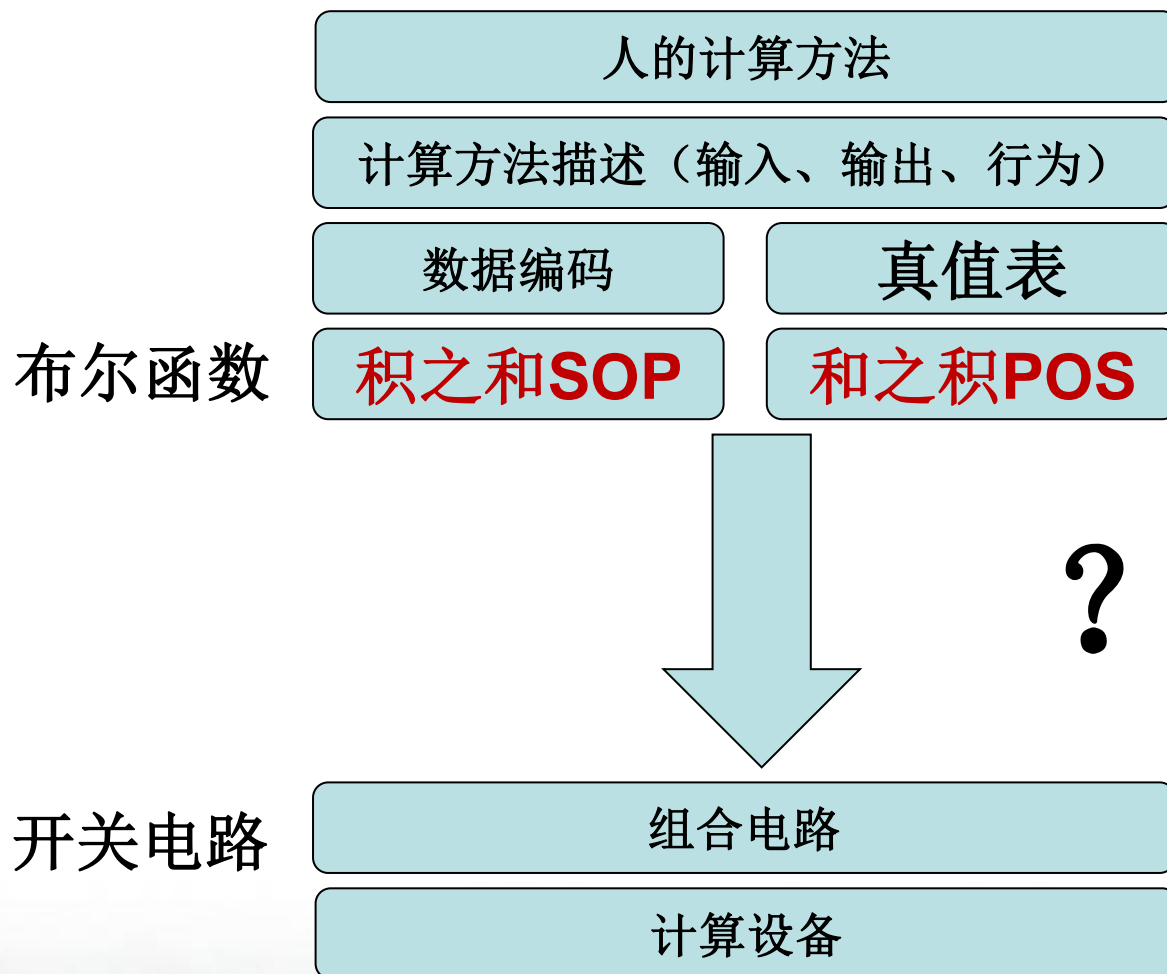 人的计算方法
计算方法描述（输入、输出、行为）
数据编码
真值表
布尔函数
积之和SOP
和之积POS
？
开关电路
组合电路
计算设备